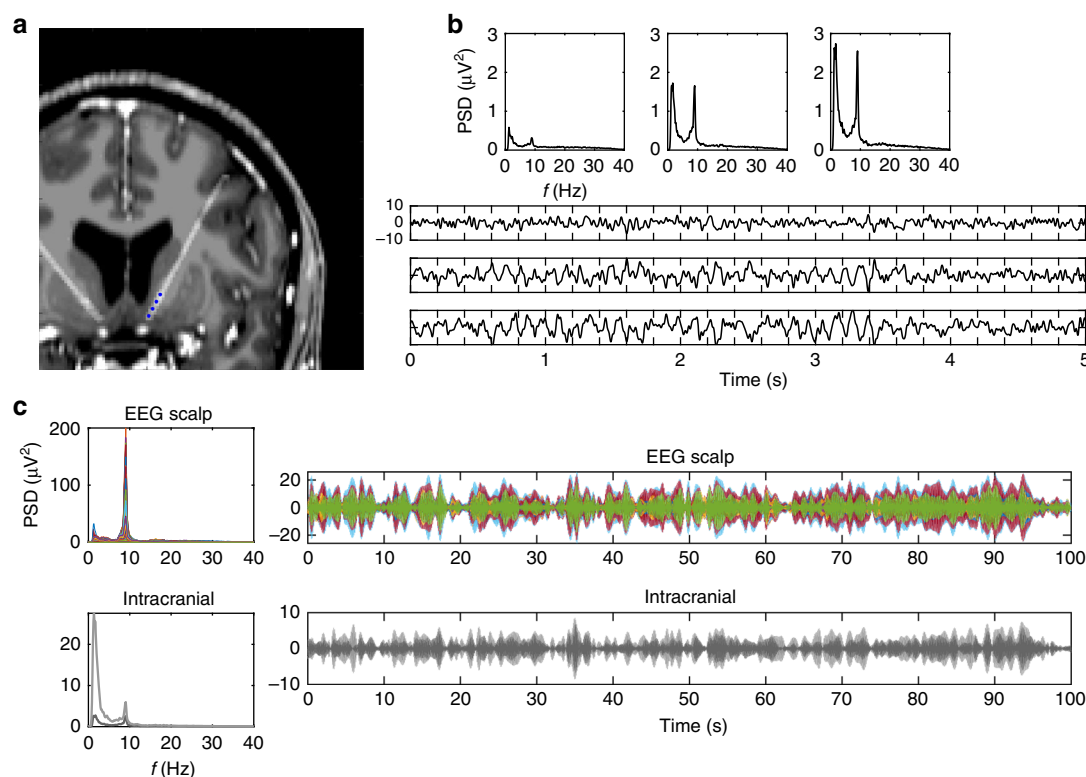 a
b
3 3 3
2 2 2
1 1 1
0 0 0
PSD (μV²)
0 10 20 30 40 0 10 20 30 40 0 10 20 30 40
f (Hz)
10
0
−10
0 1 2 3 4 5
Time (s)
c
EEG scalp
200
100
0
PSD (μV²)
0 10 20 30 40
EEG scalp
20
0
−20
0 10 20 30 40 50 60 70 80 90 100
Intracranial
20
10
0
0 10 20 30 40
f (Hz)
Intracranial
10
0
−10
0 10 20 30 40 50 60 70 80 90 100
Time (s)